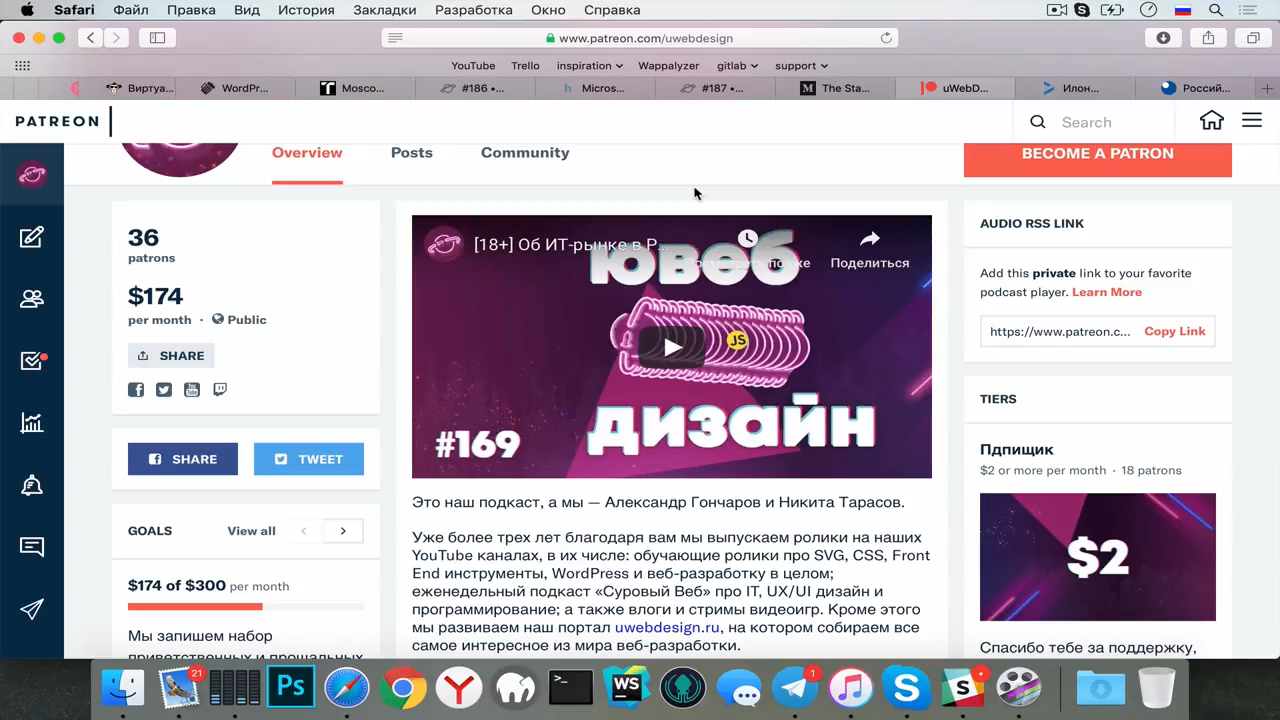 Safari Файл Правка Вид История Закладки Разработка Окно Справка
www.patreon.com/uwebdesign
YouTube Trello inspiration Wappalyzer gitlab support
Виртуа... WordPr... Mosco... #186 •... Micros... #187 •... The Sta... uWebD... Илон... Россий...
PATREON
Search
Overview Posts Community
BECOME A PATRON
36
patrons
$174
per month · Public
SHARE
SHARE
TWEET
GOALS View all
$174 of $300 per month
Мы запишем набор
приветственных и прощальных
[18+] Об ИТ-рынке в Р...
Посмотреть позже
Поделиться
ювеб
JS
дизайн
#169
Это наш подкаст, а мы — Александр Гончаров и Никита Тарасов.
Уже более трех лет благодаря вам мы выпускаем ролики на наших
YouTube каналах, в их числе: обучающие ролики про SVG, CSS, Front
End инструменты, WordPress и веб-разработку в целом;
еженедельный подкаст «Суровый Веб» про IT, UX/UI дизайн и
программирование; а также влоги и стримы видеоигр. Кроме этого
мы развиваем наш портал uwebdesign.ru, на котором собираем все
самое интересное из мира веб-разработки.
AUDIO RSS LINK
Add this private link to your favorite
podcast player. Learn More
https://www.patreon.c... Copy Link
TIERS
Пдпищик
$2 or more per month · 18 patrons
$2
Спасибо тебе за поддержку,
21
Ps
WS
1